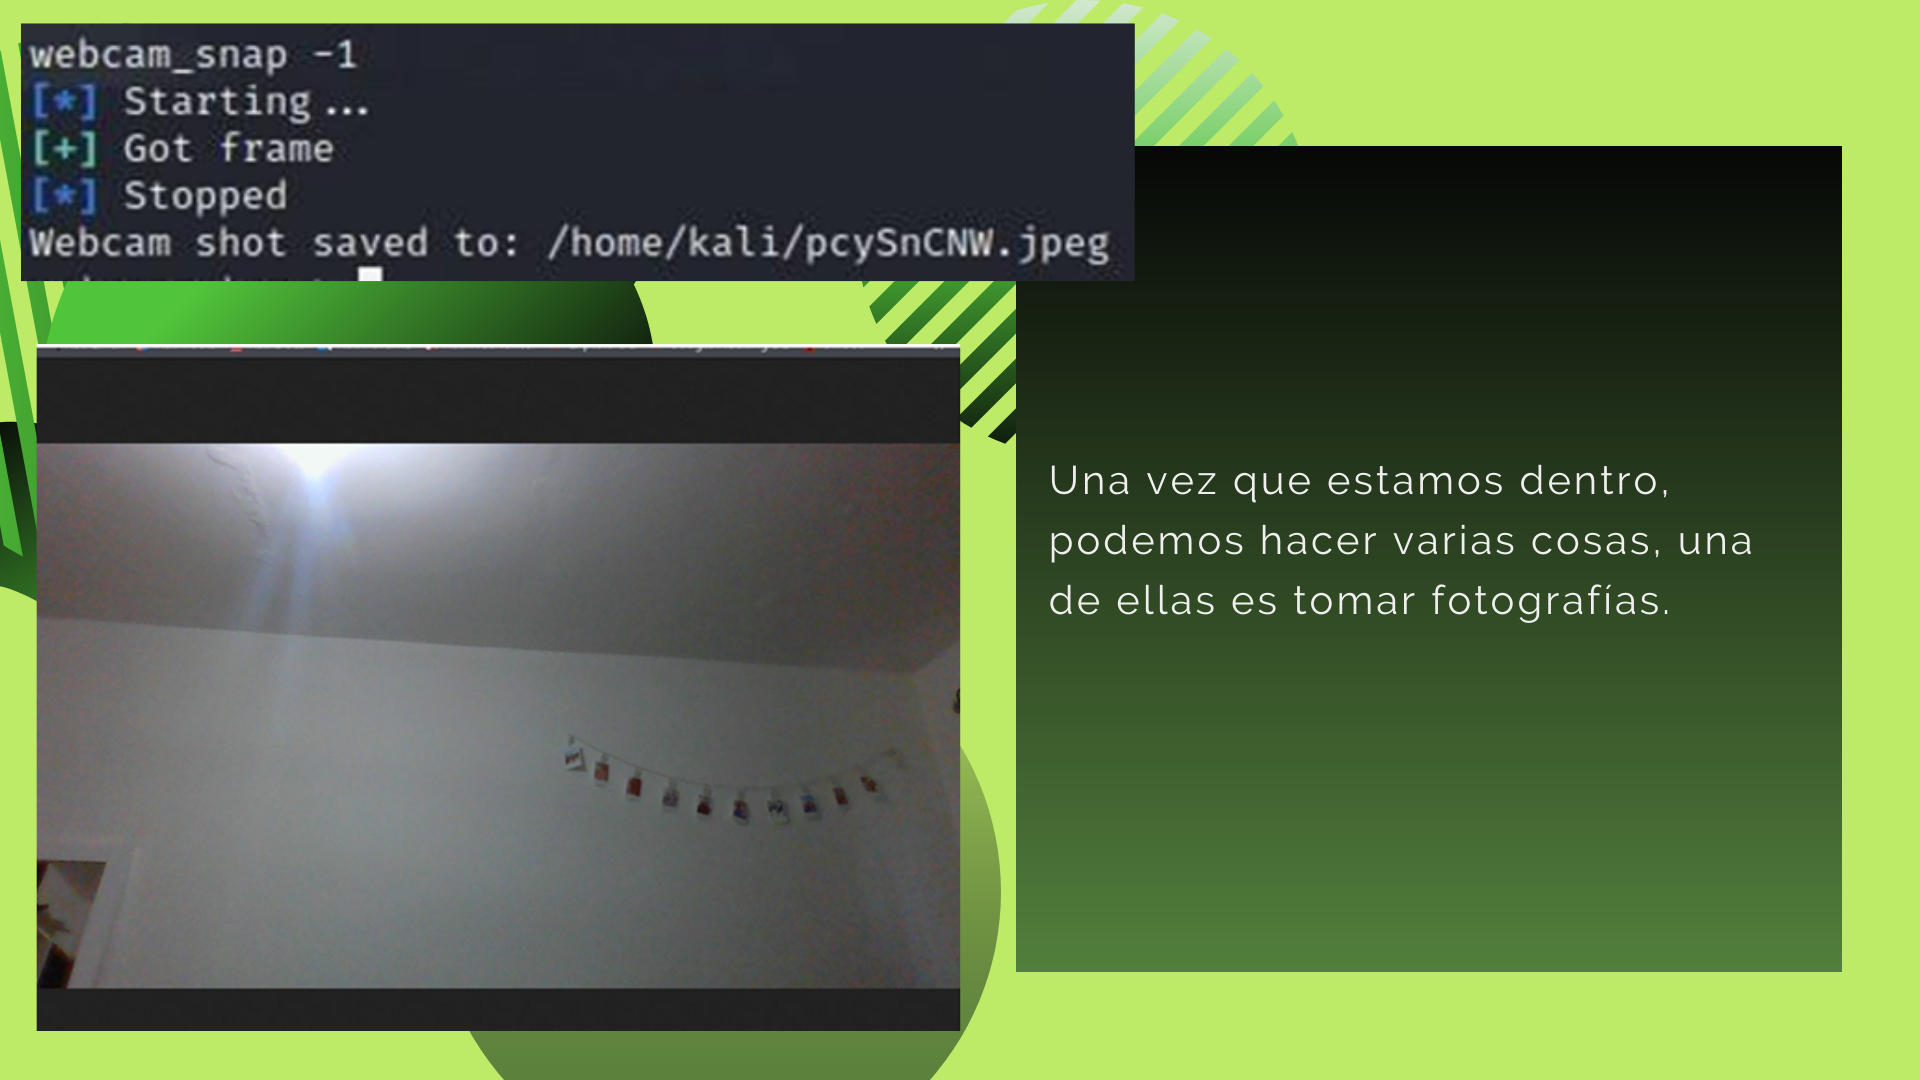 webcam_snap -1
[*] Starting...
[+] Got frame
[*] Stopped
Webcam shot saved to: /home/kali/pcySnCNW.jpeg
Una vez que estamos dentro,
podemos hacer varias cosas, una
de ellas es tomar fotografías.